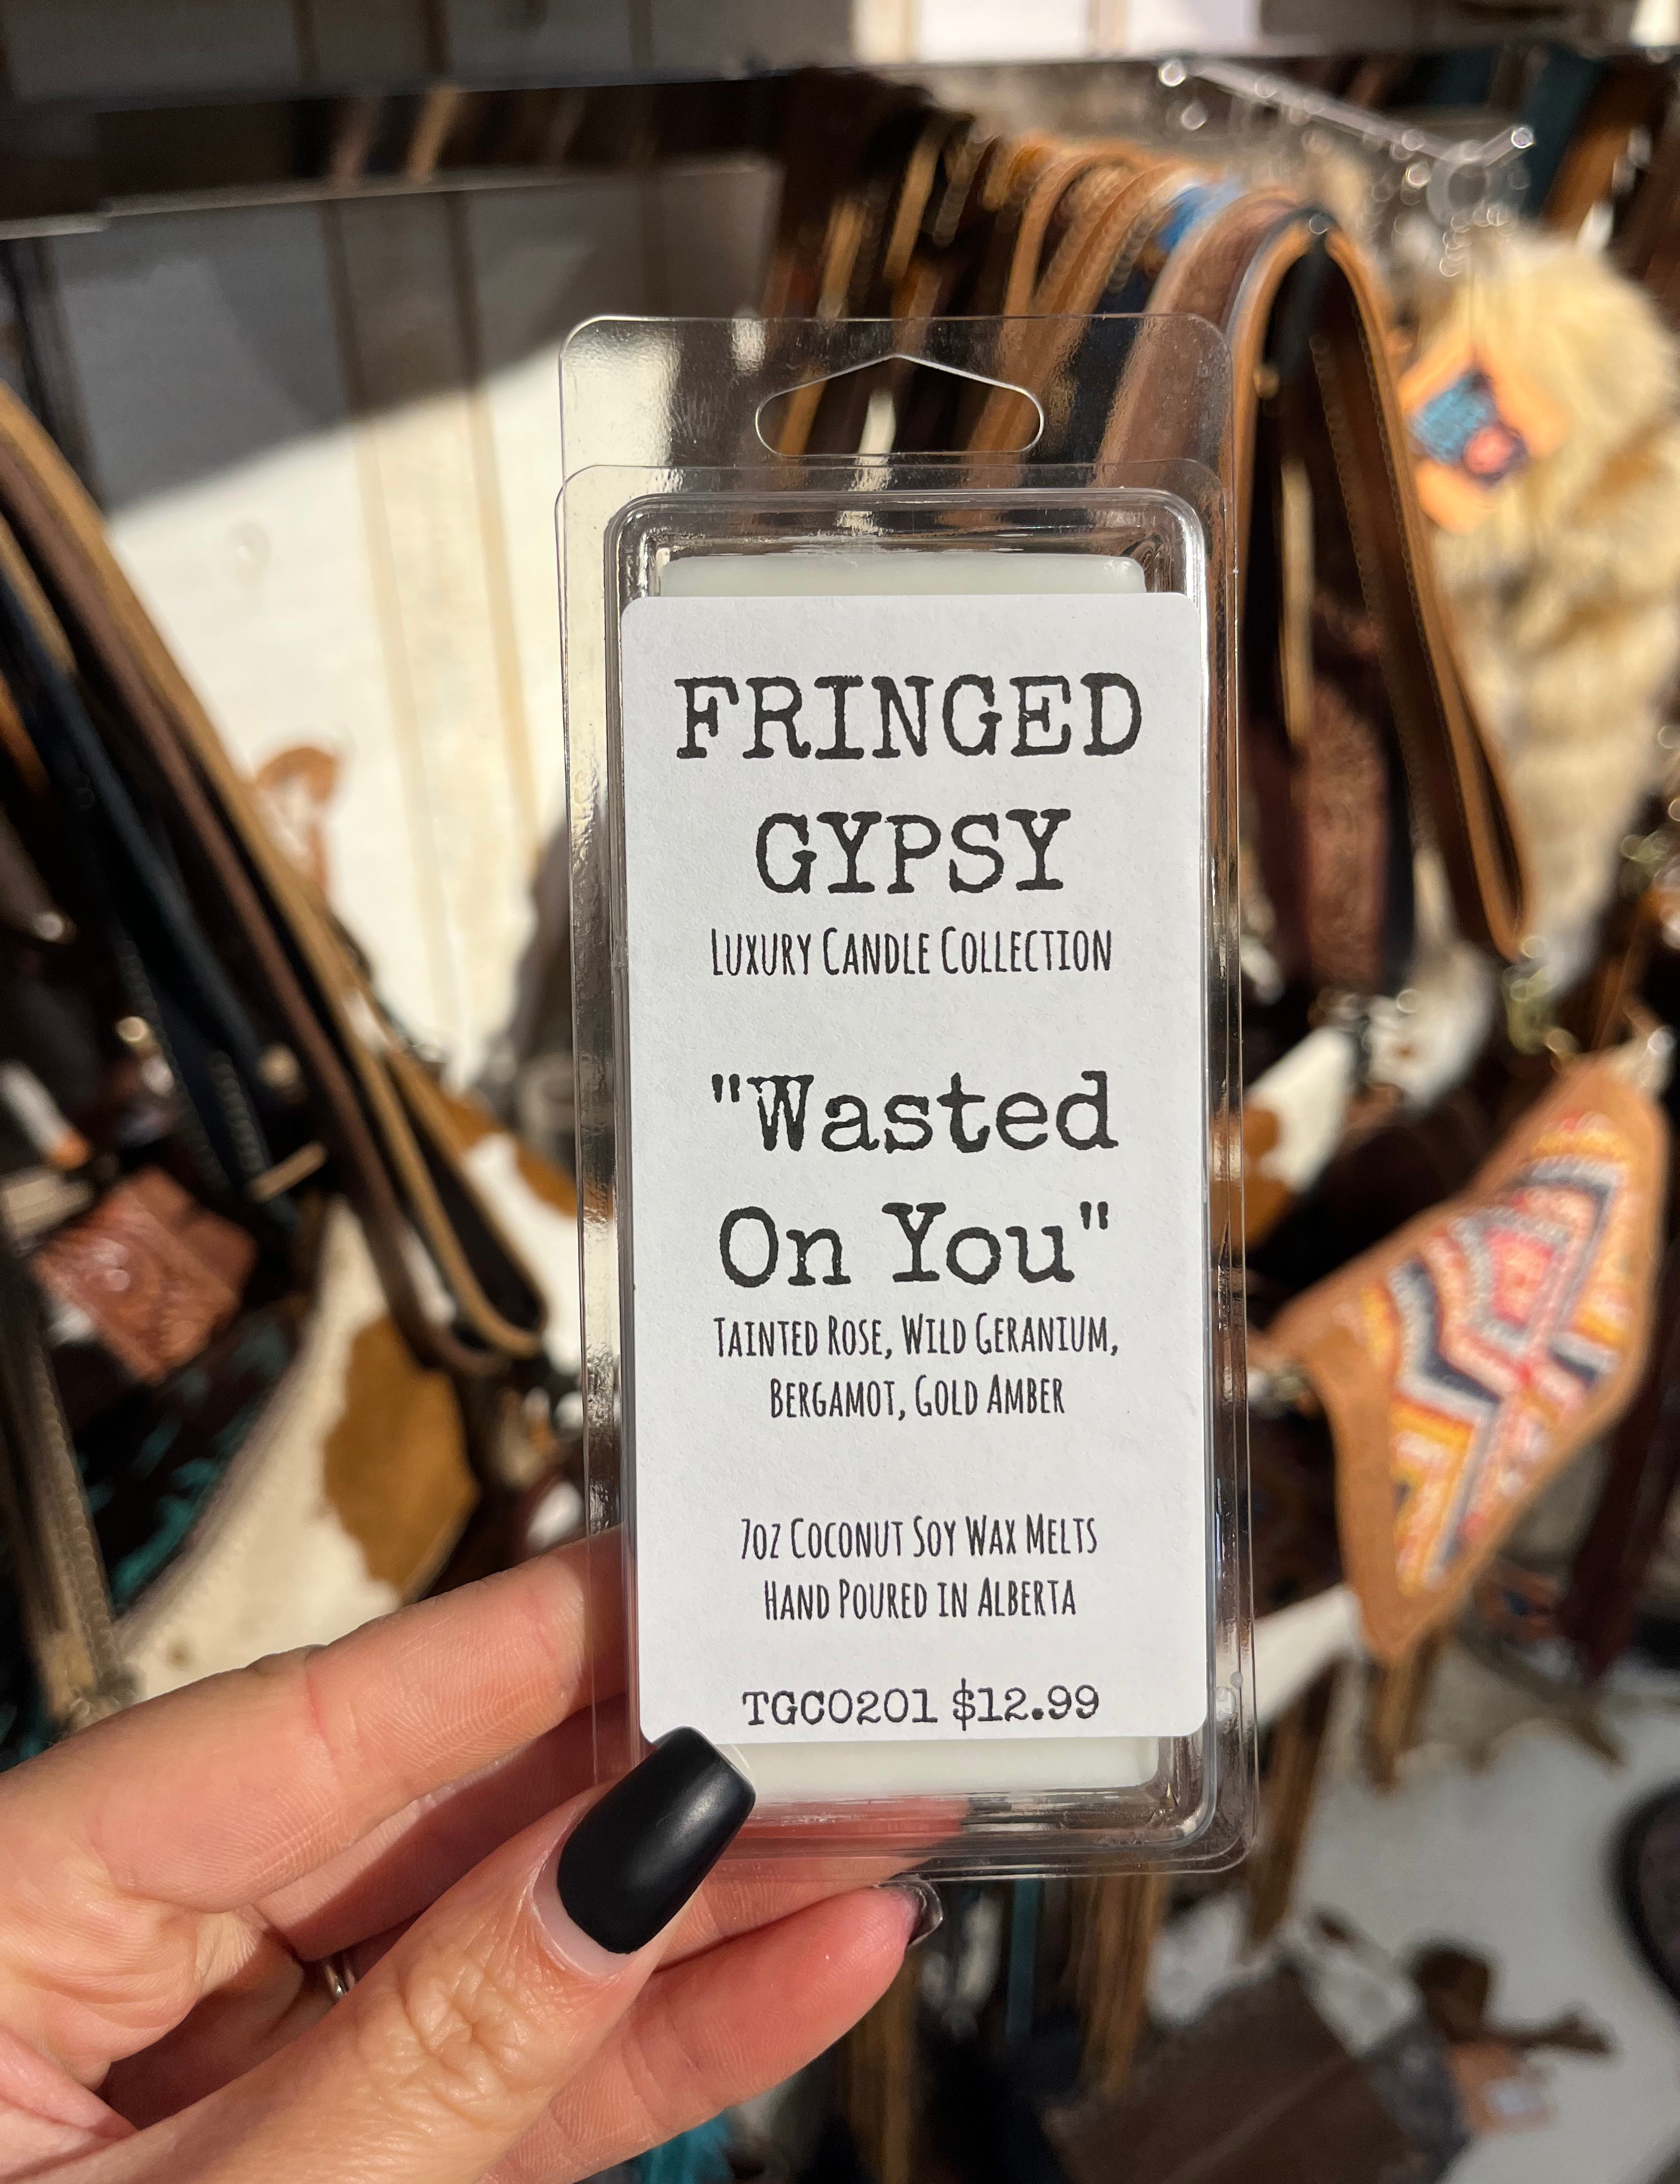 FRINGED
GYPSY
LUXURY CANDLE COLLECTION
"Wasted
On You"
TAINTED ROSE, WILD GERANIUM,
BERGAMOT, GOLD AMBER
7OZ COCONUT SOY WAX MELTS
HAND POURED IN ALBERTA
TGC0201 $12.99